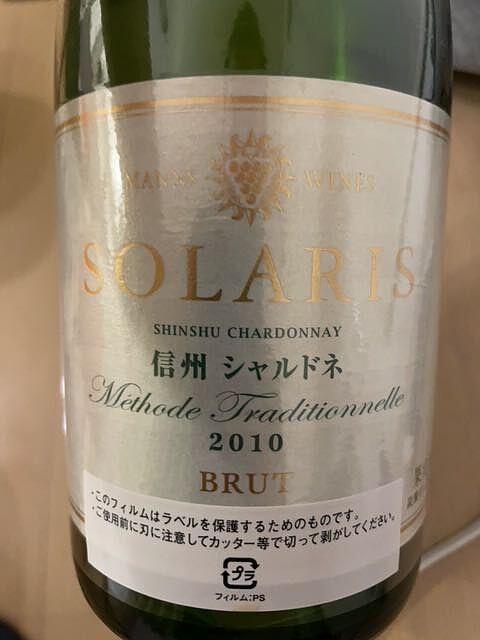 MANNS WINES
SOLARIS
SHINSHU CHARDONNAY
信州 シャルドネ
Méthode Traditionnelle
2010
BRUT
・このフィルムはラベルを保護するためのものです。
・ご使用前に刃に注意してカッター等で切って剥がしてください。
プラ
フィルム:PS